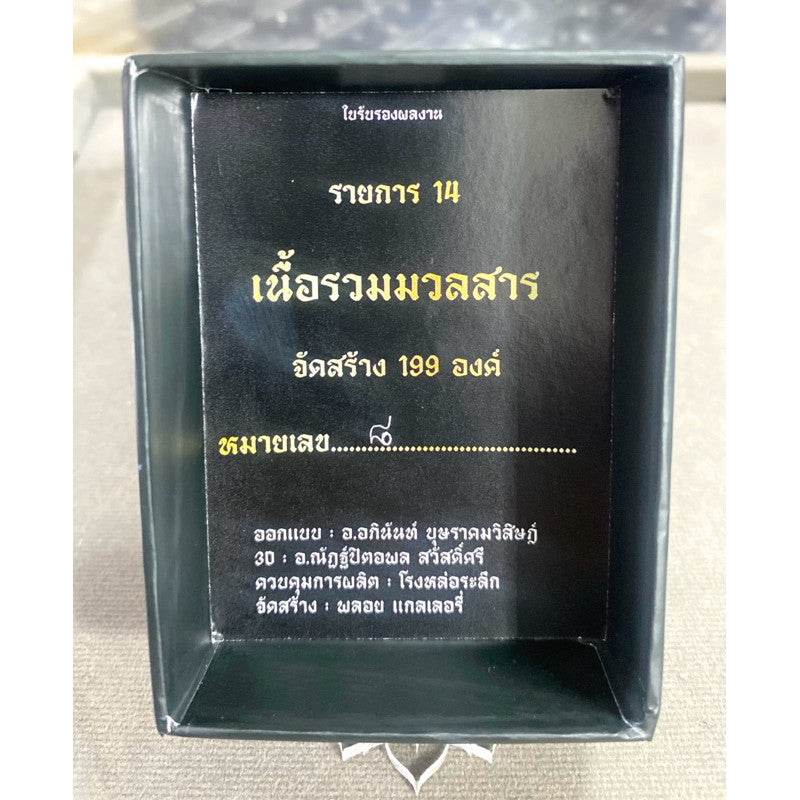 ใบรับรองผลงาน
รายการ 14
เนื้อรวมมวลสาร
จัดสร้าง 199 องค์
หมายเลข......๘..............................
ออกแบบ : อ.อภินันท์ บุษราคมวิสิษฎ์
3D : อ.ณัฏฐ์ปิตอพล สวัสดิ์ศรี
ควบคุมการผลิต : โรงหล่อระลึก
จัดสร้าง : พลอย แกลเลอรี่